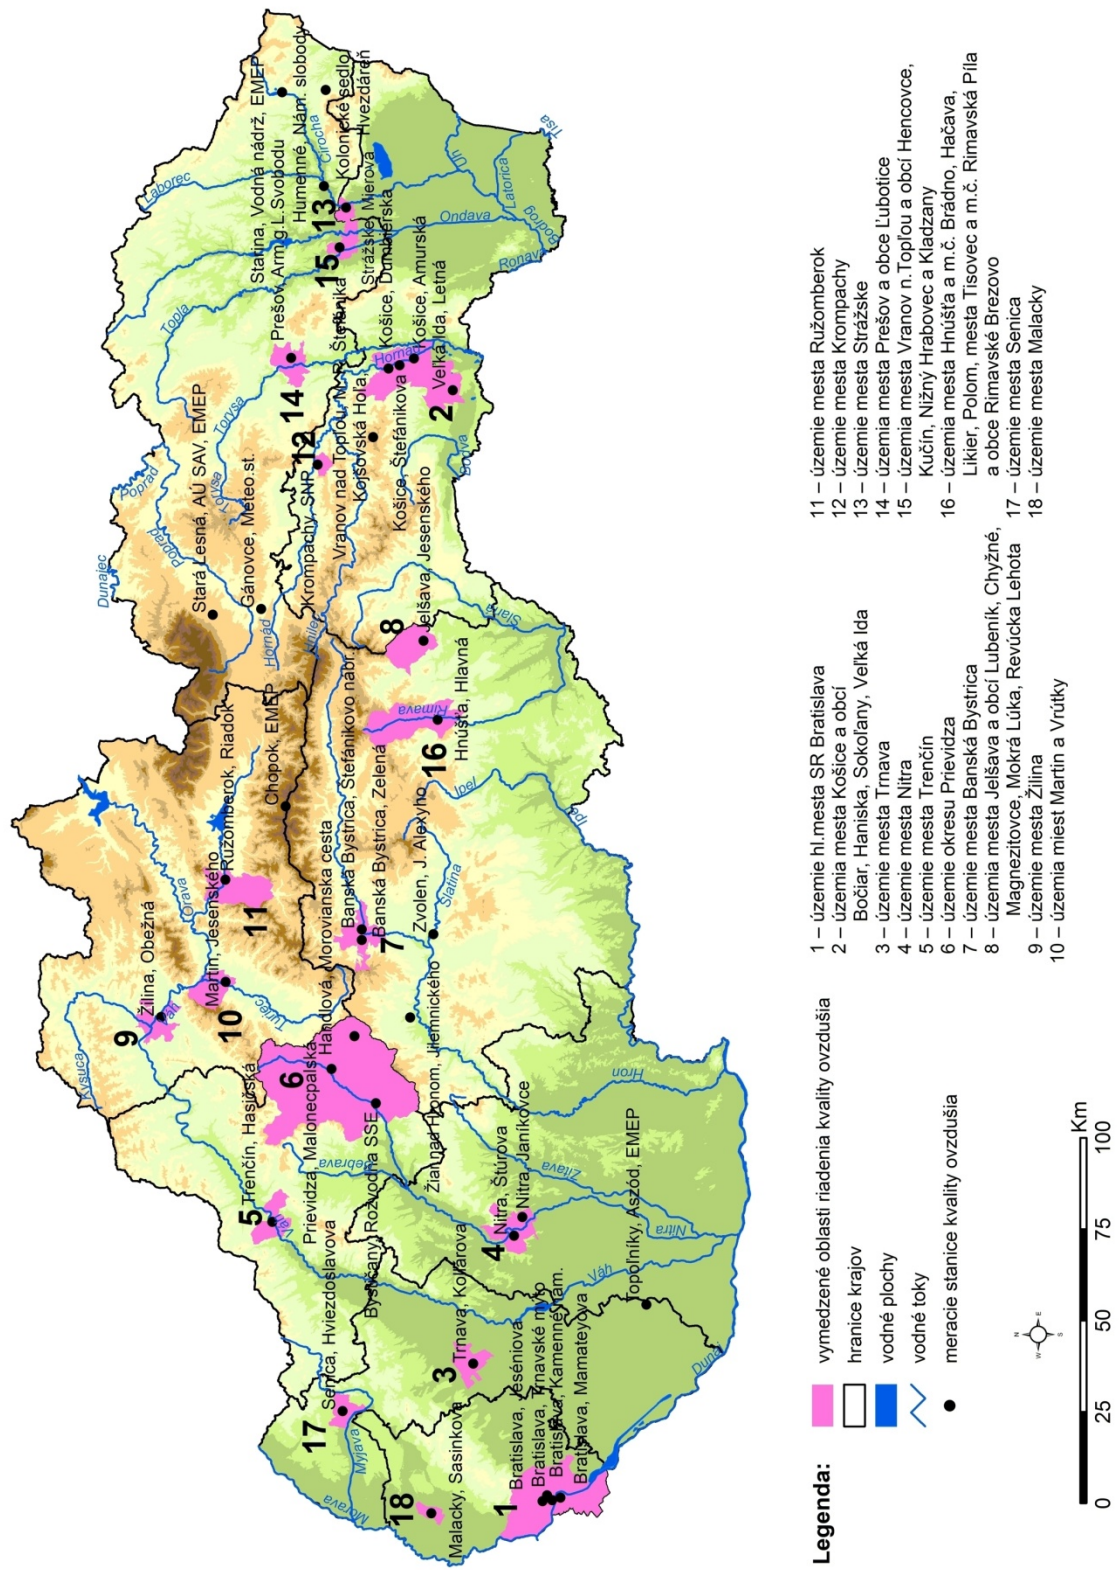 Dunajec
Poprad
Poprad
Stará Lesná, AÚ SAV, EMEP
Gánovce, Meteo.st.
Hornád
Hnilec
Torysa
Torysa
Topľa
Laborec
Starina, Vodná nádrž, EMEP
Prešov, Arm.g.L.Svobodu
Humenné, Nám. slobody
Cirocha
Kolonické sedlo,
Hvezdáreň
13
Strážske, Mierová
15
Vranov nad Topľou, M. R. Štefánika
14
12
Krompachy, SNR
Kojšovská Hoľa
Košice, Štefánikova
Košice, Ďumbierska
Košice, Amurská
Veľká Ida, Letná
2
Hornád
Bodva
Ondava
Uh
Latorica
Tisa
Bodrog
Ronava
Kysuca
9
Žilina, Obežná
Váh
Orava
10
Martin, Jesenského
Turiec
11
Ružomberok, Riadok
Chopok, EMEP
5
Trenčín, Hasičská
Váh
6
Prievidza, Malonecpalská
Handlová, Morovianska cesta
Bystričany, Rozvodňa SSE
Bebrava
7
Banská Bystrica, Štefánikovo nábr.
Banská Bystrica, Zelená
Zvolen, J. Alexyho
Slatina
Žiar nad Hronom, Jilemnického
8
Jelšava, Jesenského
Slaná
16
Hnúšťa, Hlavná
Rimava
Ipeľ
Ipeľ
Hron
17
Senica, Hviezdoslavova
Myjava
Morava
18
Malacky, Sasinkova
3
Trnava, Kollárova
4
Nitra, Štúrova
Nitra, Janíkovce
Žitava
Nitra
Váh
1
Bratislava, Jeséniova
Bratislava, Trnavské mýto
Bratislava, Kamenné nám.
Bratislava, Mamateyova
Topoľníky, Aszód, EMEP
Dunaj
Legenda:
vymedzené oblasti riadenia kvality ovzdušia
hranice krajov
vodné plochy
vodné toky
meracie stanice kvality ovzdušia
N
W
E
S
0
25
50
75
100
Km
1 – územie hl.mesta SR Bratislava
2 – územia mesta Košice a obcí
Bočiar, Haniska, Sokoľany, Veľká Ida
3 – územie mesta Trnava
4 – územie mesta Nitra
5 – územie mesta Trenčín
6 – územie okresu Prievidza
7 – územie mesta Banská Bystrica
8 – územia mesta Jelšava a obcí Lubeník, Chyžné,
Magnezitovce, Mokrá Lúka, Revúcka Lehota
9 – územie mesta Žilina
10 – územia miest Martin a Vrútky
11 – územie mesta Ružomberok
12 – územie mesta Krompachy
13 – územie mesta Strážske
14 – územia mesta Prešov a obce Ľubotice
15 – územia mesta Vranov n.Topľou a obcí Hencovce,
Kučín, Nižný Hrabovec a Kladzany
16 – územia mesta Hnúšťa a m.č. Brádno, Hačava,
Likier, Polom, mesta Tisovec a m.č. Rimavská Píla
a obce Rimavské Brezovo
17 – územie mesta Senica
18 – územie mesta Malacky